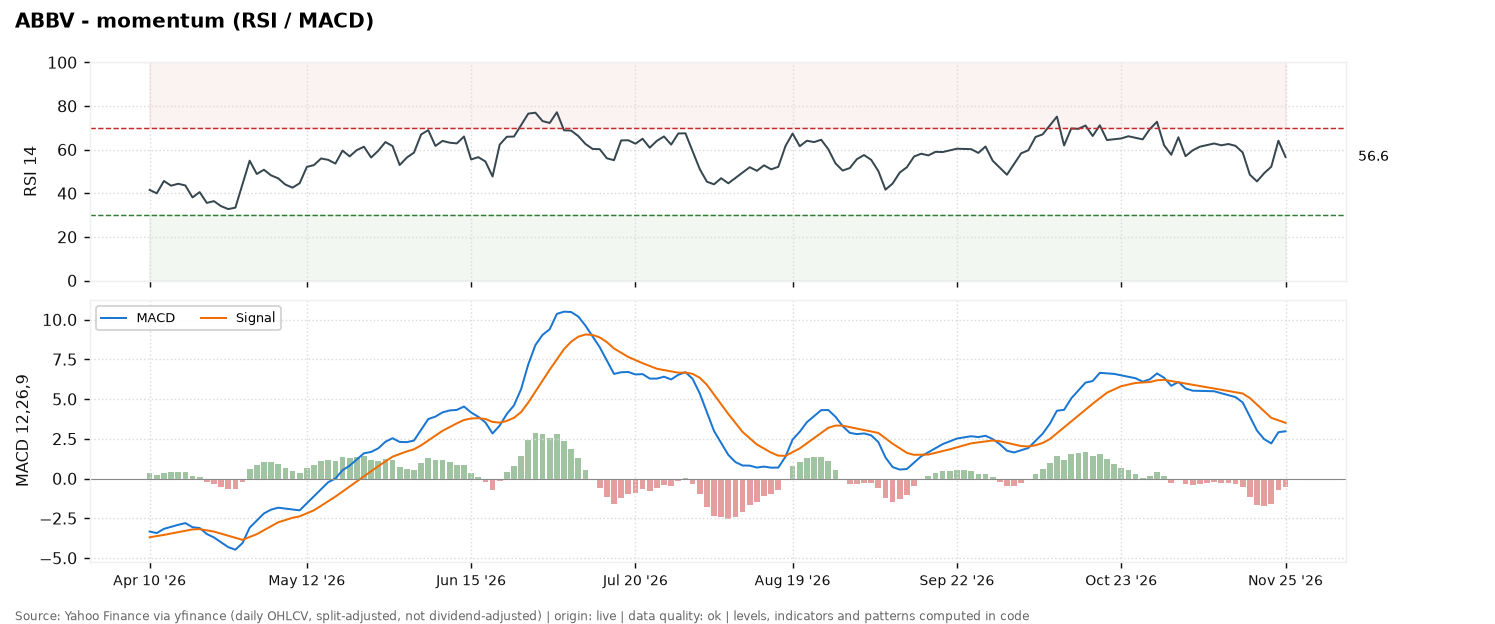 ABBV - momentum (RSI / MACD)
100
80
60
40
20
0
RSI 14
56.6
MACD
Signal
10.0
7.5
5.0
2.5
0.0
−2.5
−5.0
MACD 12,26,9
Apr 10 '26
May 12 '26
Jun 15 '26
Jul 20 '26
Aug 19 '26
Sep 22 '26
Oct 23 '26
Nov 25 '26
Source: Yahoo Finance via yfinance (daily OHLCV, split-adjusted, not dividend-adjusted) | origin: live | data quality: ok | levels, indicators and patterns computed in code